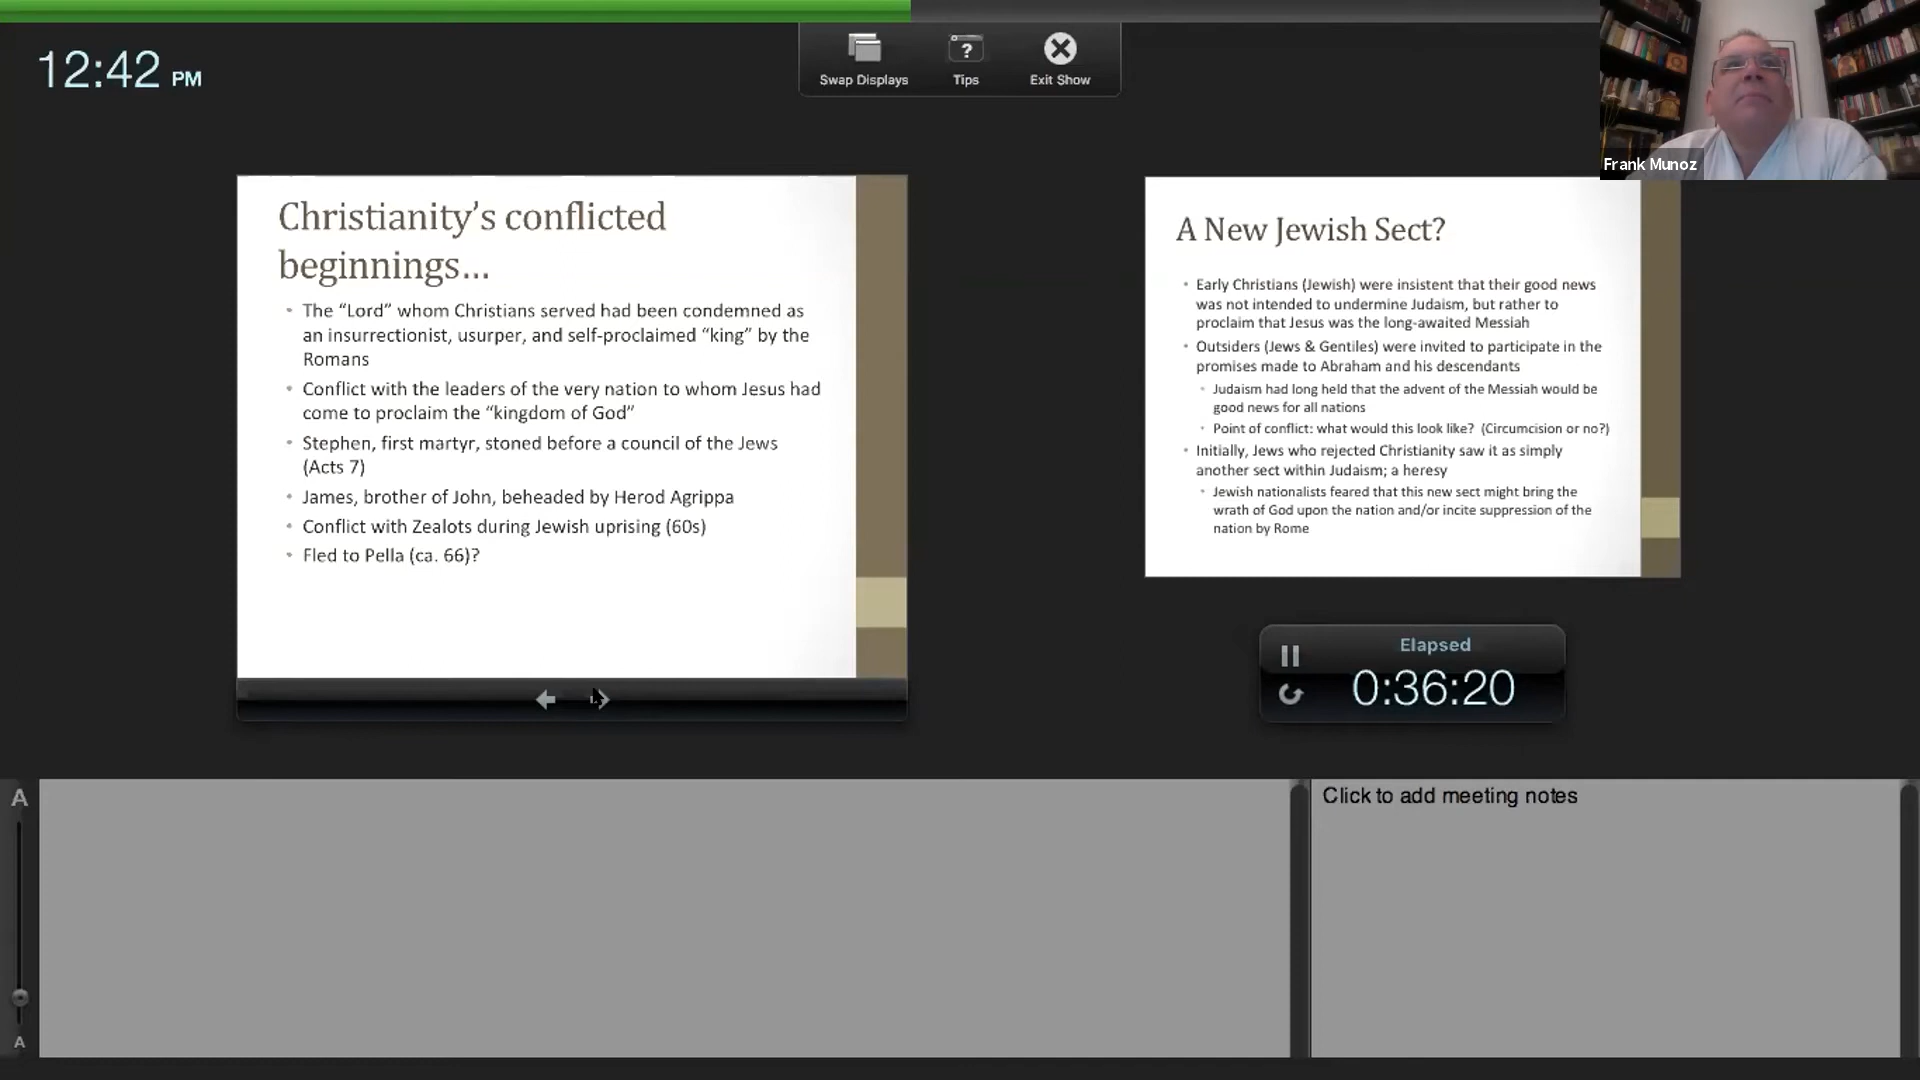 12:42 PM
Swap Displays
Tips
Exit Show
Frank Munoz
Christianity’s conflicted
beginnings…
• The “Lord” whom Christians served had been condemned as
an insurrectionist, usurper, and self-proclaimed “king” by the
Romans
• Conflict with the leaders of the very nation to whom Jesus had
come to proclaim the “kingdom of God”
• Stephen, first martyr, stoned before a council of the Jews
(Acts 7)
• James, brother of John, beheaded by Herod Agrippa
• Conflict with Zealots during Jewish uprising (60s)
• Fled to Pella (ca. 66)?
A New Jewish Sect?
• Early Christians (Jewish) were insistent that their good news
was not intended to undermine Judaism, but rather to
proclaim that Jesus was the long-awaited Messiah
• Outsiders (Jews & Gentiles) were invited to participate in the
promises made to Abraham and his descendants
• Judaism had long held that the advent of the Messiah would be
good news for all nations
• Point of conflict: what would this look like? (Circumcision or no?)
• Initially, Jews who rejected Christianity saw it as simply
another sect within Judaism; a heresy
• Jewish nationalists feared that this new sect might bring the
wrath of God upon the nation and/or incite suppression of the
nation by Rome
Elapsed
0:36:20
A
A
Click to add meeting notes